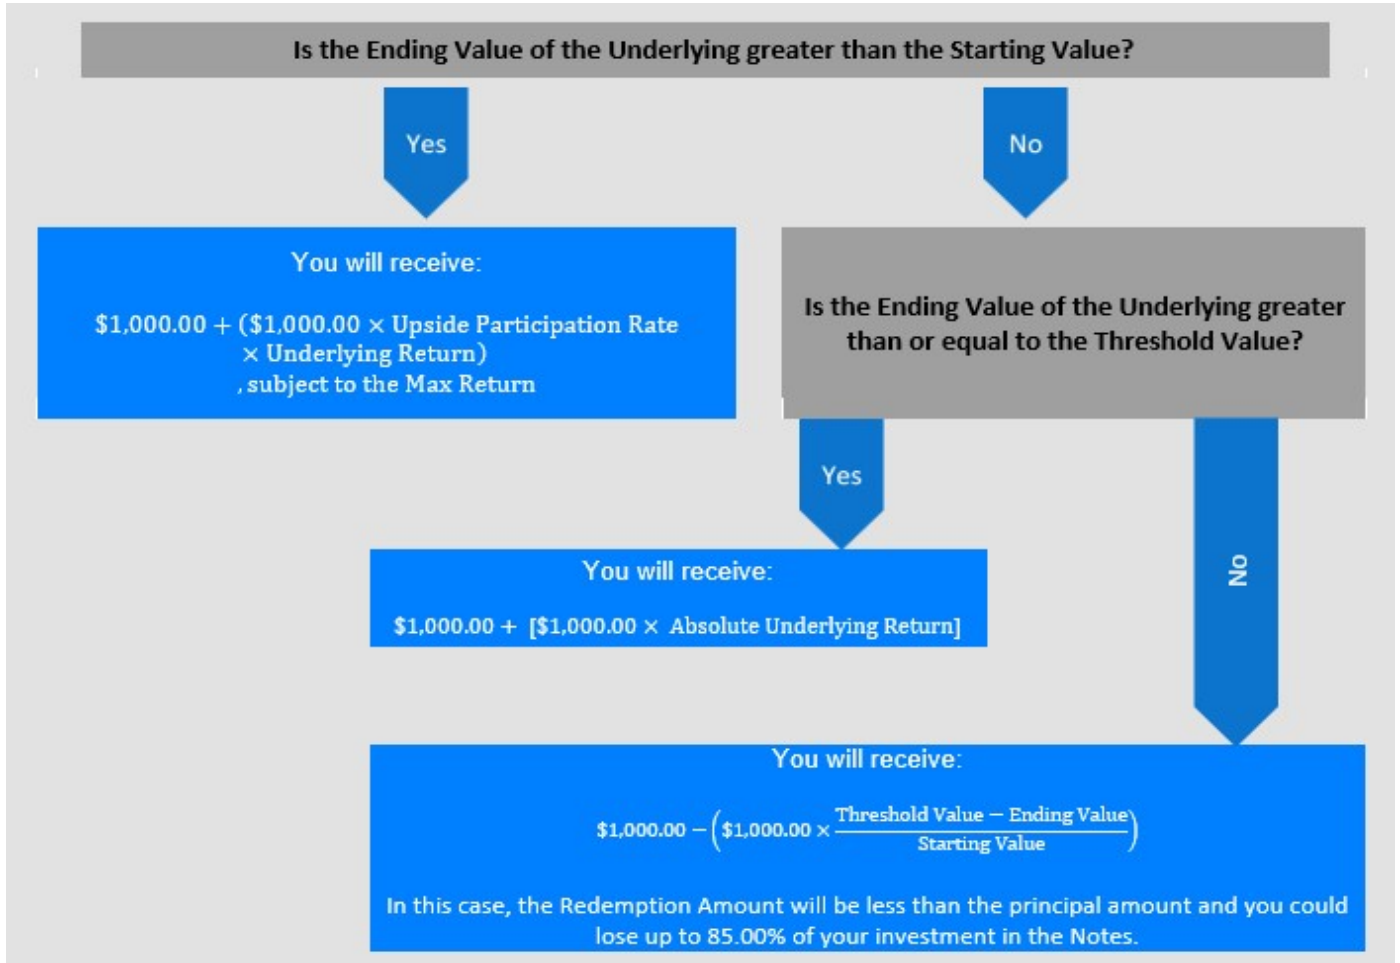 Is the Ending Value of the Underlying greater than the Starting Value?
Yes
No
You will receive:
$1,000.00 + ($1,000.00 × Upside Participation Rate
× Underlying Return)
, subject to the Max Return
Is the Ending Value of the Underlying greater
than or equal to the Threshold Value?
Yes
No
You will receive:
$1,000.00 + [$1,000.00 × Absolute Underlying Return]
You will receive:
$1,000.00 − ($1,000.00 × Threshold Value − Ending Value
Starting Value)
In this case, the Redemption Amount will be less than the principal amount and you could
lose up to 85.00% of your investment in the Notes.